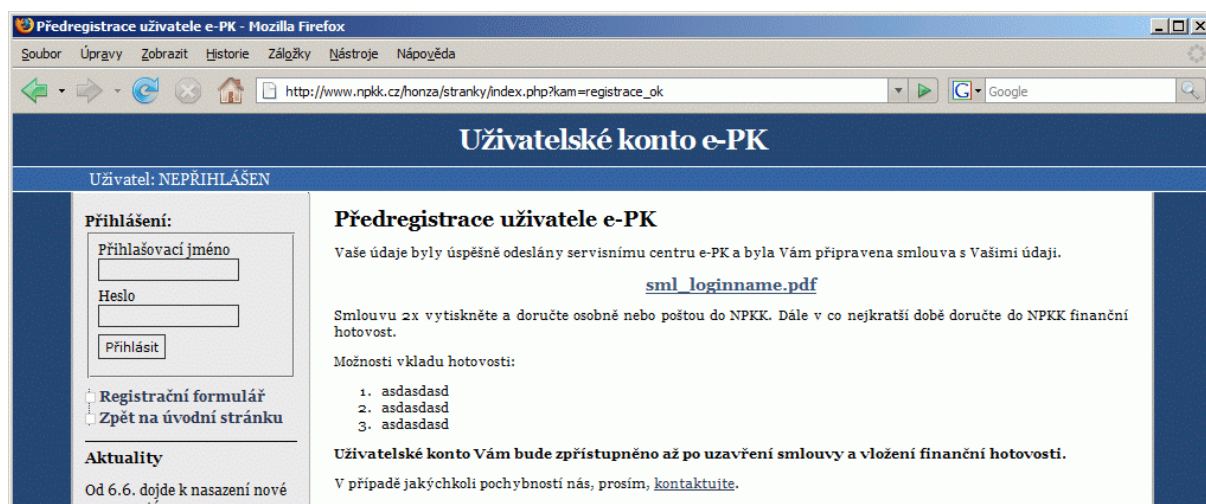 Předregistrace uživatele e-PK - Mozilla Firefox
Soubor Úpravy Zobrazit Historie Záložky Nástroje Nápověda
http://www.npkk.cz/honza/stranky/index.php?kam=registrace_ok
G Google
Uživatelské konto e-PK
Uživatel: NEPŘIHLÁŠEN
Přihlášení:
Přihlašovací jméno
Heslo
Přihlásit
Registrační formulář
Zpět na úvodní stránku
Aktuality
Od 6.6. dojde k nasazení nové
Předregistrace uživatele e-PK
Vaše údaje byly úspěšně odeslány servisnímu centru e-PK a byla Vám připravena smlouva s Vašimi údaji.
sml_loginname.pdf
Smlouvu 2x vytiskněte a doručte osobně nebo poštou do NPKK. Dále v co nejkratší době doručte do NPKK finanční
hotovost.
Možnosti vkladu hotovosti:
1. asdasdasd
2. asdasdasd
3. asdasdasd
Uživatelské konto Vám bude zpřístupněno až po uzavření smlouvy a vložení finanční hotovosti.
V případě jakýchkoli pochybností nás, prosím, kontaktujte.